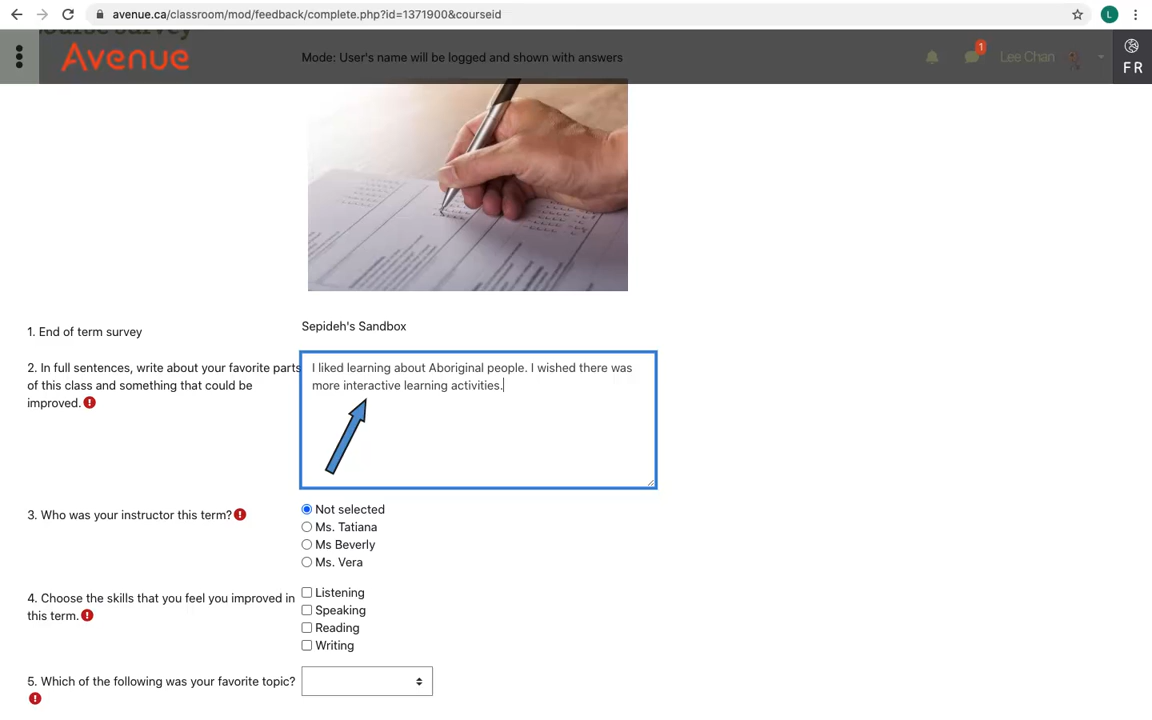 avenue.ca/classroom/mod/feedback/complete.php?id=1371900&courseid
L
Avenue
Mode: User's name will be logged and shown with answers
1
Lee Chan
FR
1. End of term survey
Sepideh's Sandbox
2. In full sentences, write about your favorite parts
of this class and something that could be
improved.
I liked learning about Aboriginal people. I wished there was
more interactive learning activities.
3. Who was your instructor this term?
Not selected
Ms. Tatiana
Ms Beverly
Ms. Vera
4. Choose the skills that you feel you improved in
this term.
Listening
Speaking
Reading
Writing
5. Which of the following was your favorite topic?